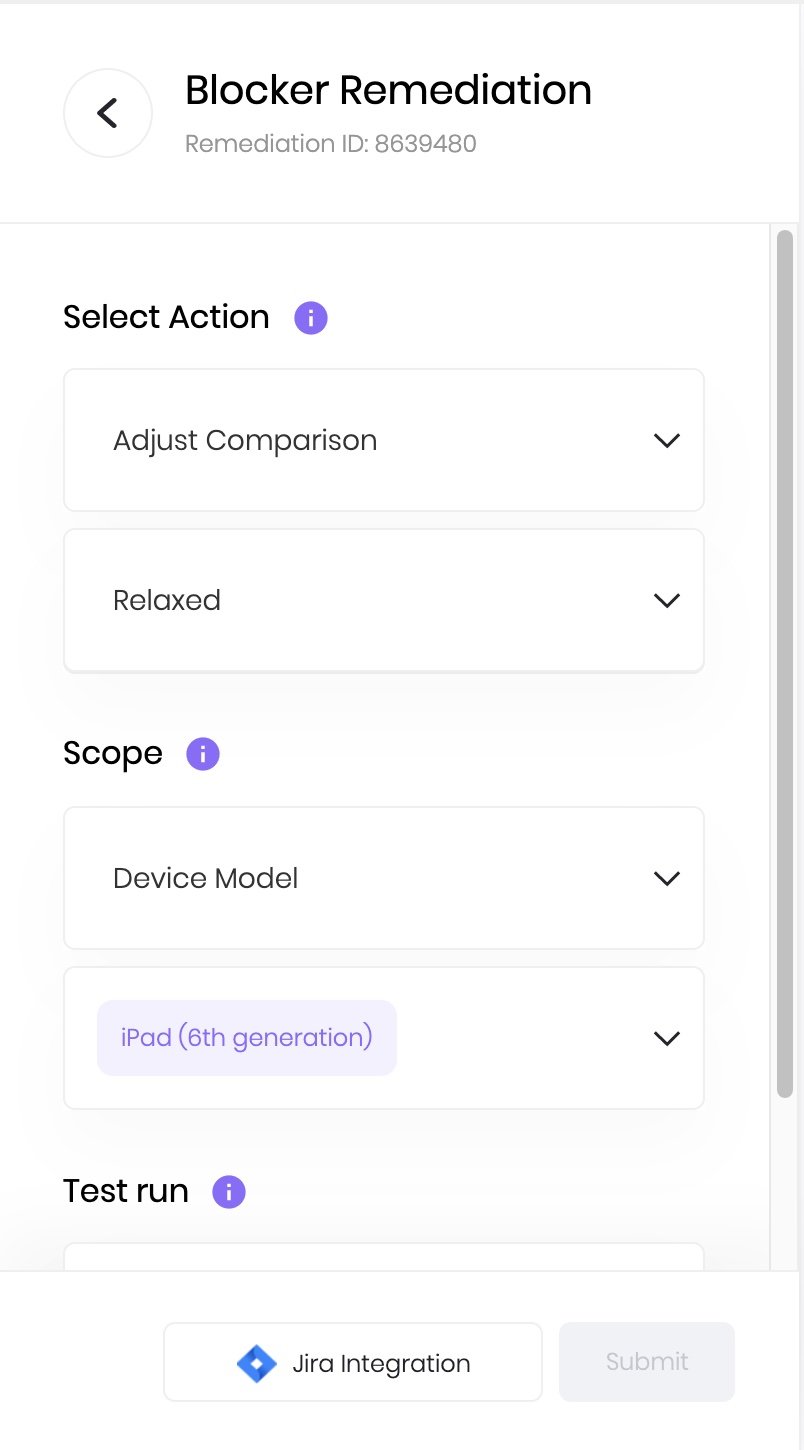 Blocker Remediation
Remediation ID: 8639480
Select Action
Adjust Comparison
Relaxed
Scope
Device Model
iPad (6th generation)
Test run
Jira Integration
Submit